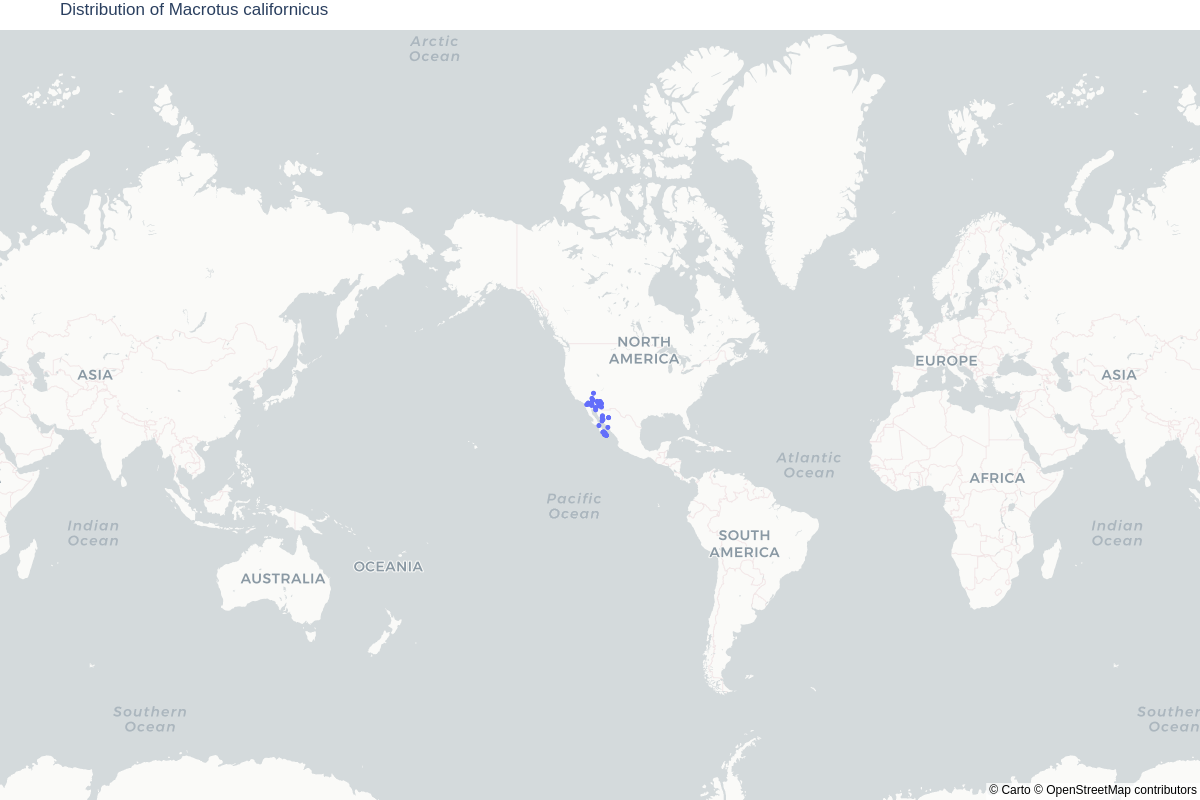 Distribution of Macrotus californicus
Arctic
Ocean
NORTH
AMERICA
EUROPE
ASIA
ASIA
Atlantic
Ocean
AFRICA
Pacific
Ocean
Indian
Ocean
Indian
Ocean
SOUTH
AMERICA
OCEANIA
AUSTRALIA
Southern
Ocean
Southern
Ocean
© Carto © OpenStreetMap contributors